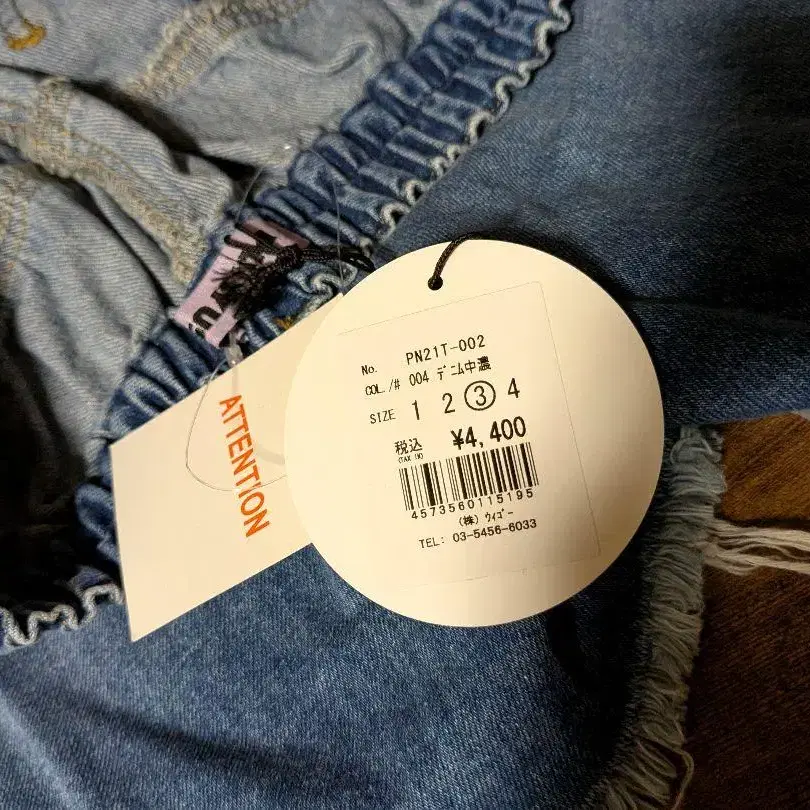 No. PN21T-002
COL./# 004 ﾃﾞﾆﾑ中濃
SIZE 1 2 ③ 4
税込 ¥4,400
(TAX IN)
4573560115195
(株) ｳｨｺﾞｰ
TEL: 03-5456-6033
ATTENTION